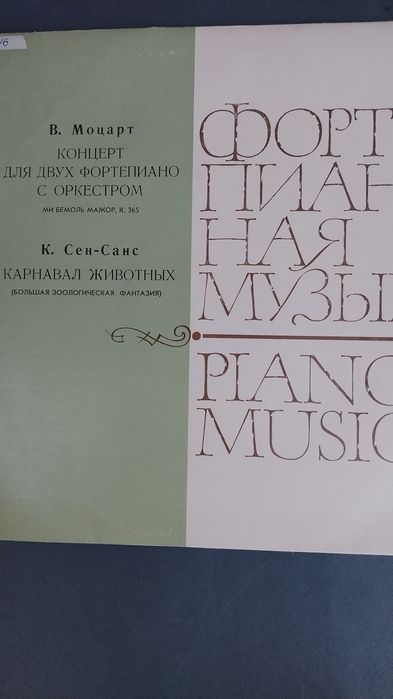 В. Моцарт
КОНЦЕРТ
ДЛЯ ДВУХ ФОРТЕПИАНО
С ОРКЕСТРОМ
МИ БЕМОЛЬ МАЖОР, К. 365
К. Сен-Санс
КАРНАВАЛ ЖИВОТНЫХ
(БОЛЬШАЯ ЗООЛОГИЧЕСКАЯ ФАНТАЗИЯ)
ФОРТ
ПИАН
НАЯ
МУЗЫ
PIANO
MUSIC